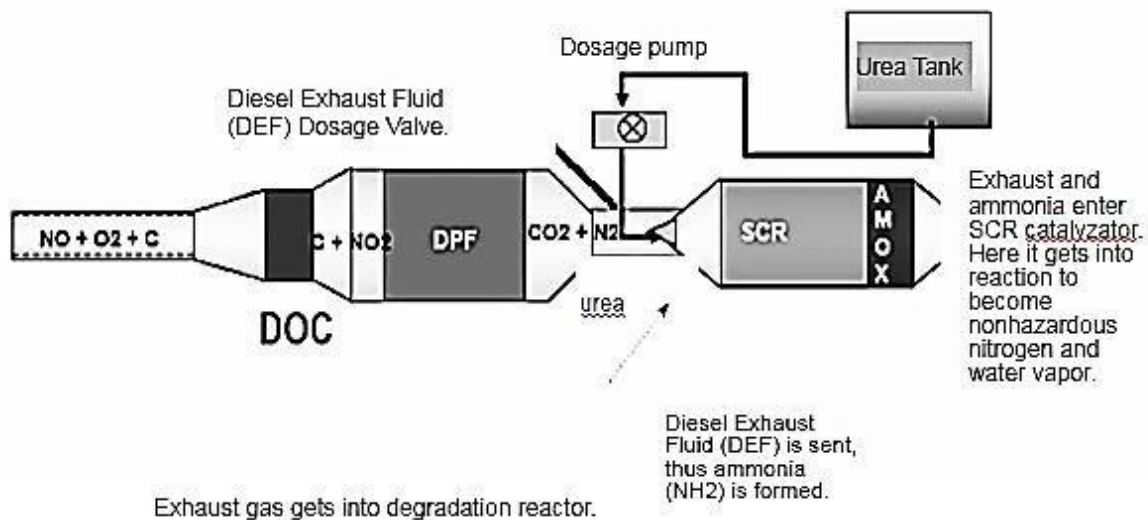 Dosage pump
Urea Tank
Diesel Exhaust Fluid
(DEF) Dosage Valve.
NO + O2 + C
C + NO2
DPF
CO2 + N2
SCR
AMOX
DOC
urea
Exhaust and
ammonia enter
SCR catalyzator.
Here it gets into
reaction to
become
nonhazardous
nitrogen and
water vapor.
Diesel Exhaust
Fluid (DEF) is sent,
thus ammonia
(NH2) is formed.
Exhaust gas gets into degradation reactor.